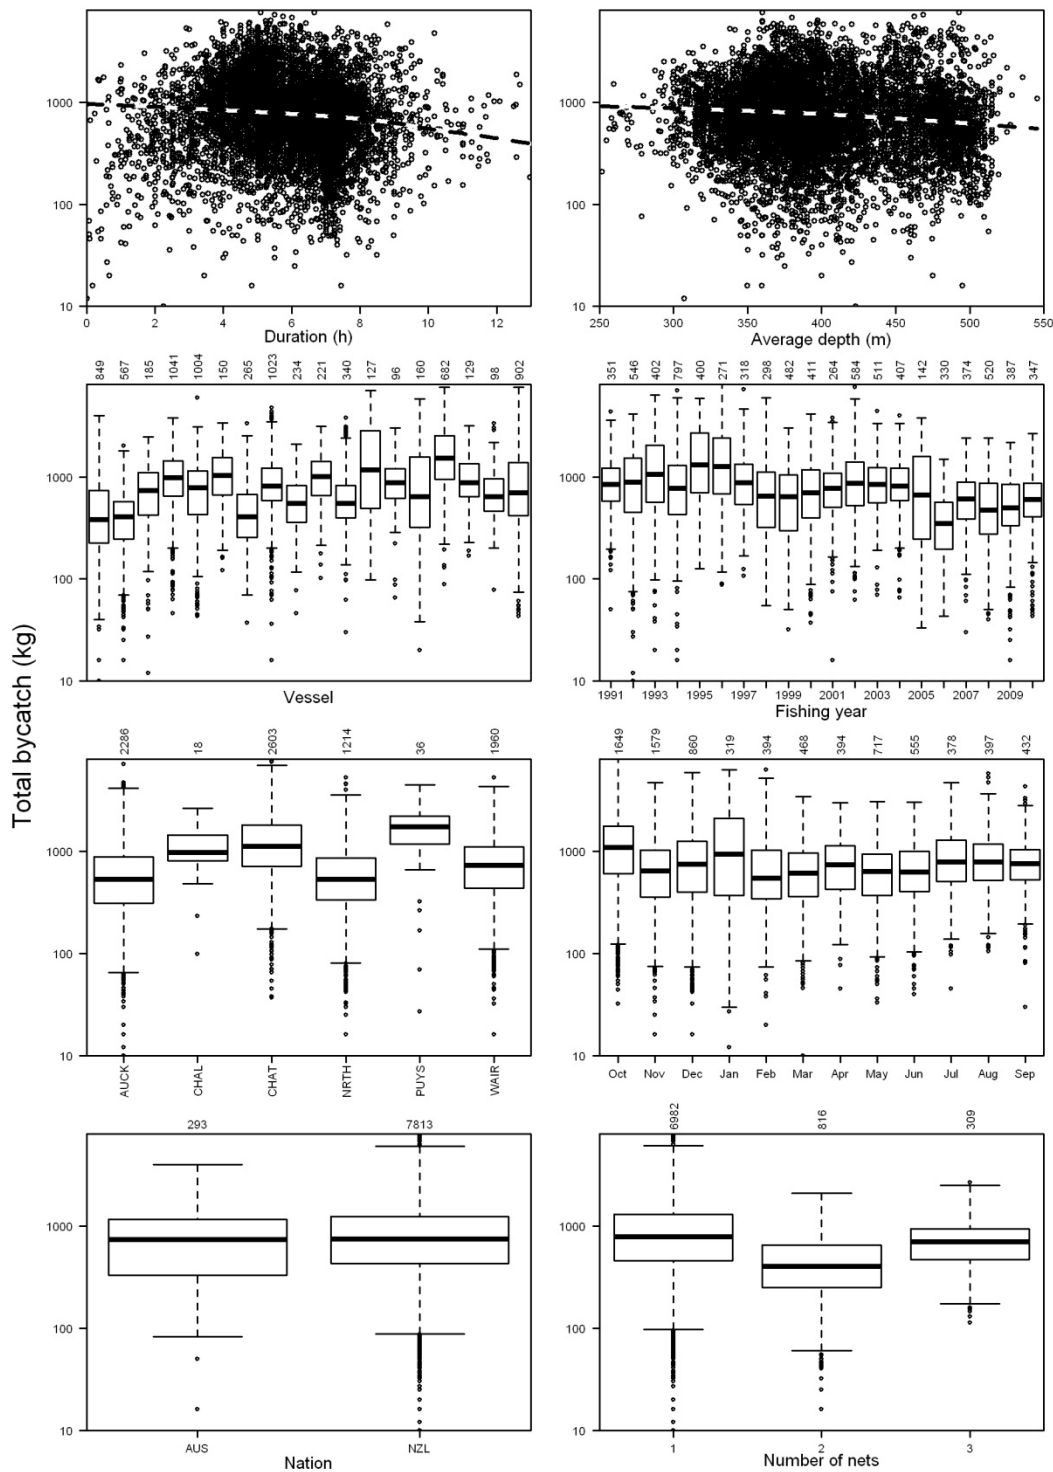 Total bycatch (kg)
1000
100
10
0 2 4 6 8 10 12
Duration (h)
1000
100
10
250 300 350 400 450 500 550
Average depth (m)
849 567 185 1041 1004 150 265 1023 234 221 340 127 96 160 682 129 98 902
1000
100
10
Vessel
351 546 402 797 400 271 318 298 482 411 264 584 511 407 142 330 374 520 387 347
1000
100
10
1991 1993 1995 1997 1999 2001 2003 2005 2007 2009
Fishing year
2286 18 2603 1214 36 1960
1000
100
10
AUCK CHAL CHAT NRTH PUYS WAIR
1649 1579 860 319 394 468 394 717 555 378 397 432
1000
100
10
Oct Nov Dec Jan Feb Mar Apr May Jun Jul Aug Sep
293 7813
1000
100
10
AUS NZL
Nation
6982 816 309
1000
100
10
1 2 3
Number of nets